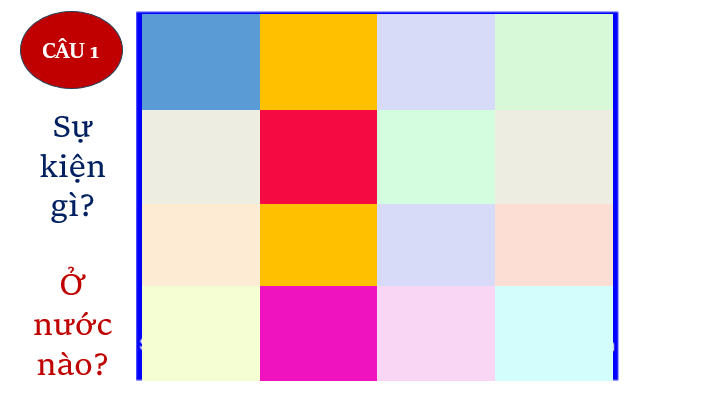 CÂU 1
Sự
kiện
gì?
Ở
nước
nào?